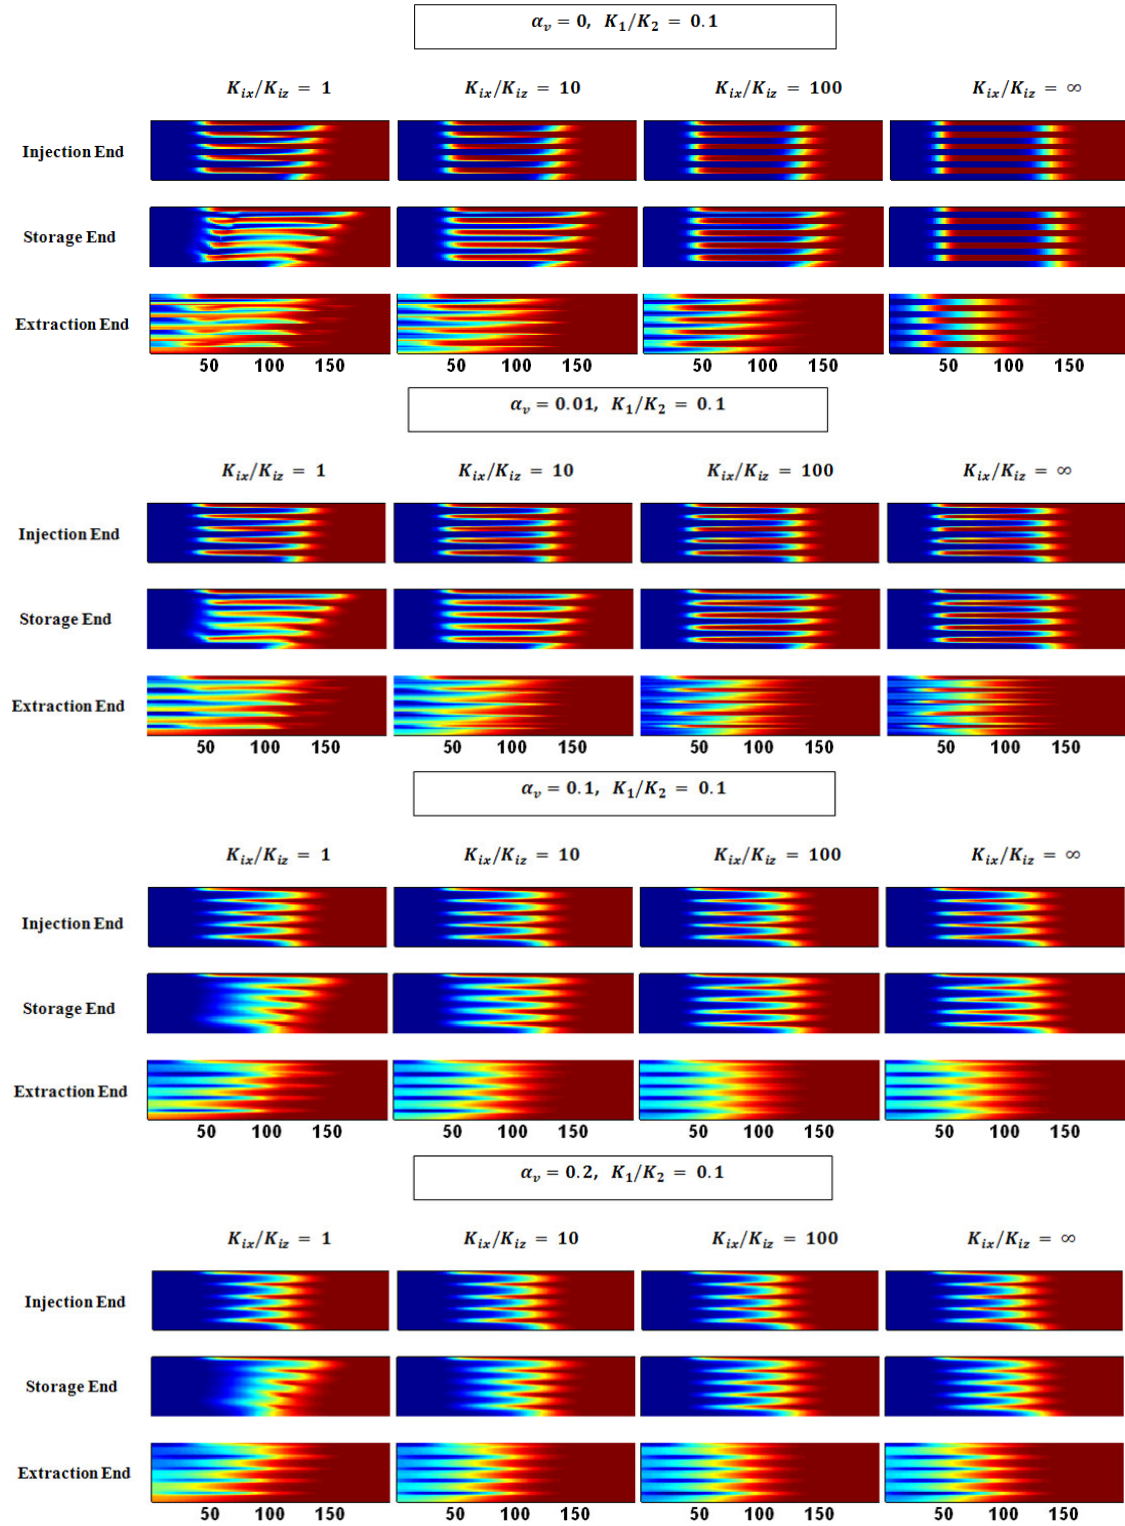 α_v = 0, K_1/K_2 = 0.1
K_ix/K_iz = 1 K_ix/K_iz = 10 K_ix/K_iz = 100 K_ix/K_iz = ∞
Injection End
Storage End
Extraction End
50 100 150 50 100 150 50 100 150 50 100 150
α_v = 0.01, K_1/K_2 = 0.1
K_ix/K_iz = 1 K_ix/K_iz = 10 K_ix/K_iz = 100 K_ix/K_iz = ∞
Injection End
Storage End
Extraction End
50 100 150 50 100 150 50 100 150 50 100 150
α_v = 0.1, K_1/K_2 = 0.1
K_ix/K_iz = 1 K_ix/K_iz = 10 K_ix/K_iz = 100 K_ix/K_iz = ∞
Injection End
Storage End
Extraction End
50 100 150 50 100 150 50 100 150 50 100 150
α_v = 0.2, K_1/K_2 = 0.1
K_ix/K_iz = 1 K_ix/K_iz = 10 K_ix/K_iz = 100 K_ix/K_iz = ∞
Injection End
Storage End
Extraction End
50 100 150 50 100 150 50 100 150 50 100 150